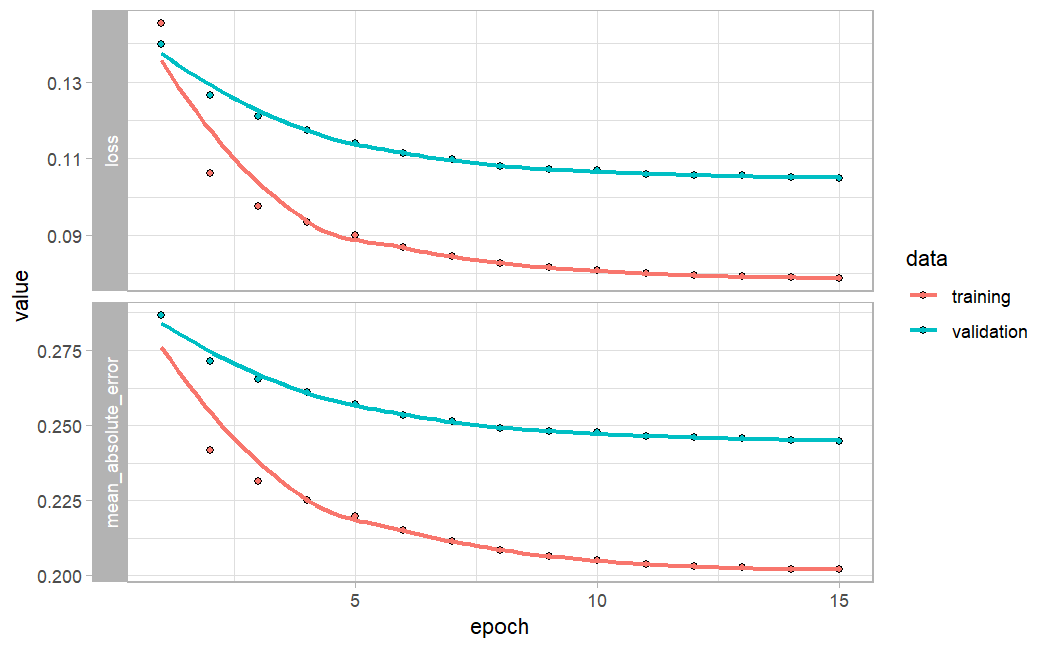 value
loss
0.13
0.11
0.09
mean_absolute_error
0.275
0.250
0.225
0.200
5 10 15
epoch
data
training
validation